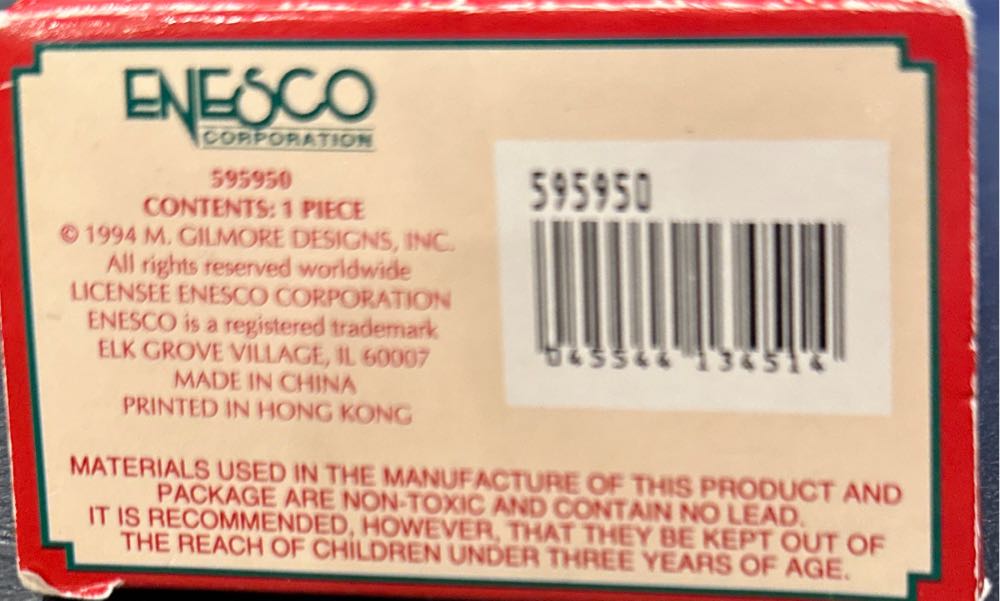 ENESCO
CORPORATION
595950
CONTENTS: 1 PIECE
© 1994 M. GILMORE DESIGNS, INC.
All rights reserved worldwide
LICENSEE ENESCO CORPORATION
ENESCO is a registered trademark
ELK GROVE VILLAGE, IL 60007
MADE IN CHINA
PRINTED IN HONG KONG
595950
045544 134514
MATERIALS USED IN THE MANUFACTURE OF THIS PRODUCT AND
PACKAGE ARE NON-TOXIC AND CONTAIN NO LEAD.
IT IS RECOMMENDED, HOWEVER, THAT THEY BE KEPT OUT OF
THE REACH OF CHILDREN UNDER THREE YEARS OF AGE.